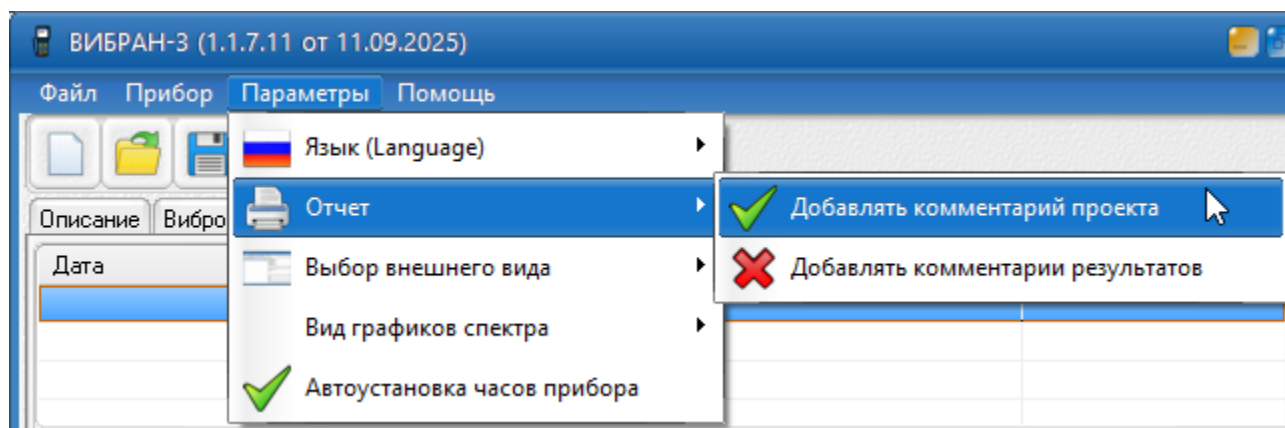 ВИБРАН-3 (1.1.7.11 от 11.09.2025)
Файл Прибор Параметры Помощь
Язык (Language)
Отчет
Добавлять комментарий проекта
Описание Вибро
Дата
Выбор внешнего вида
Добавлять комментарии результатов
Вид графиков спектра
Автоустановка часов прибора